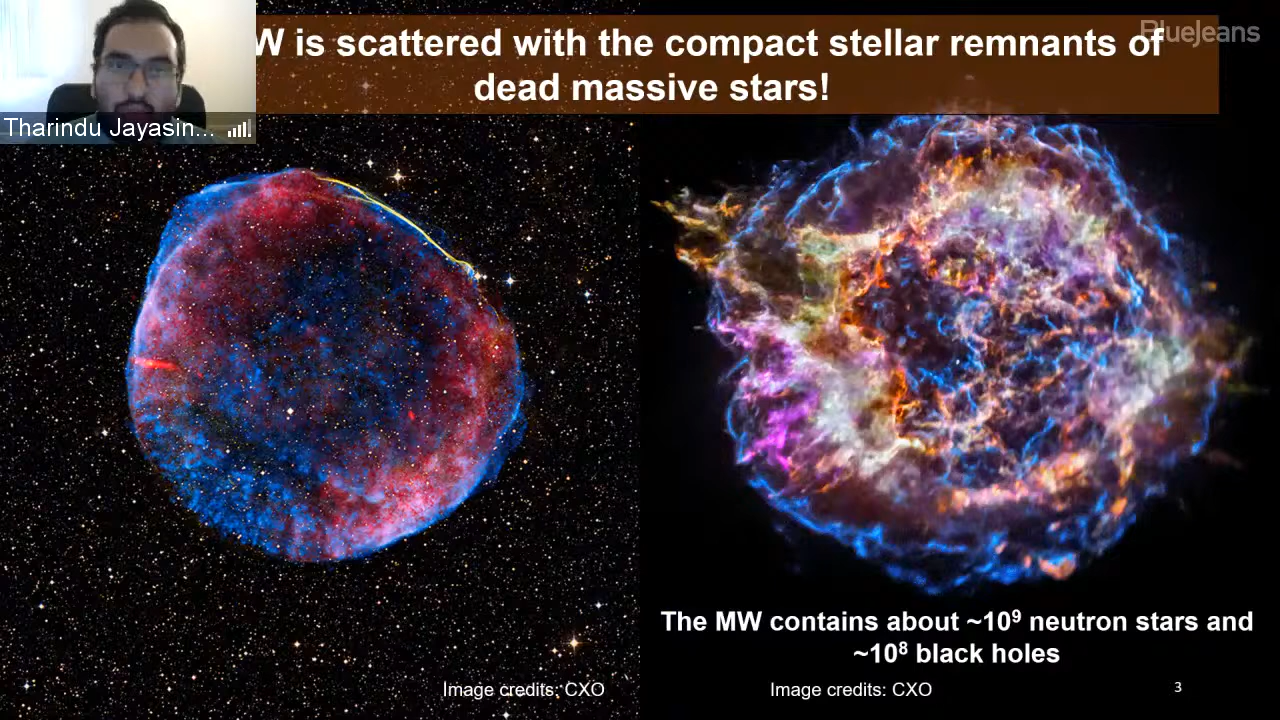 W is scattered with the compact stellar remnants of
dead massive stars!
BlueJeans
Tharindu Jayasin...
The MW contains about ~10⁹ neutron stars and
~10⁸ black holes
Image credits: CXO
Image credits: CXO
3